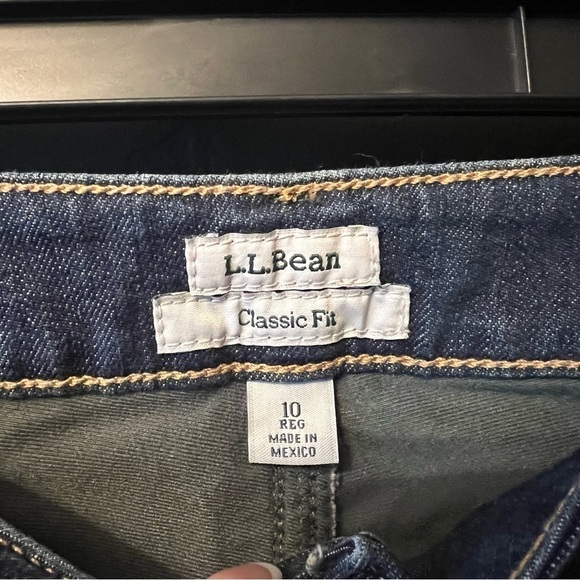 L.L.Bean
Classic Fit
10
REG
MADE IN
MEXICO